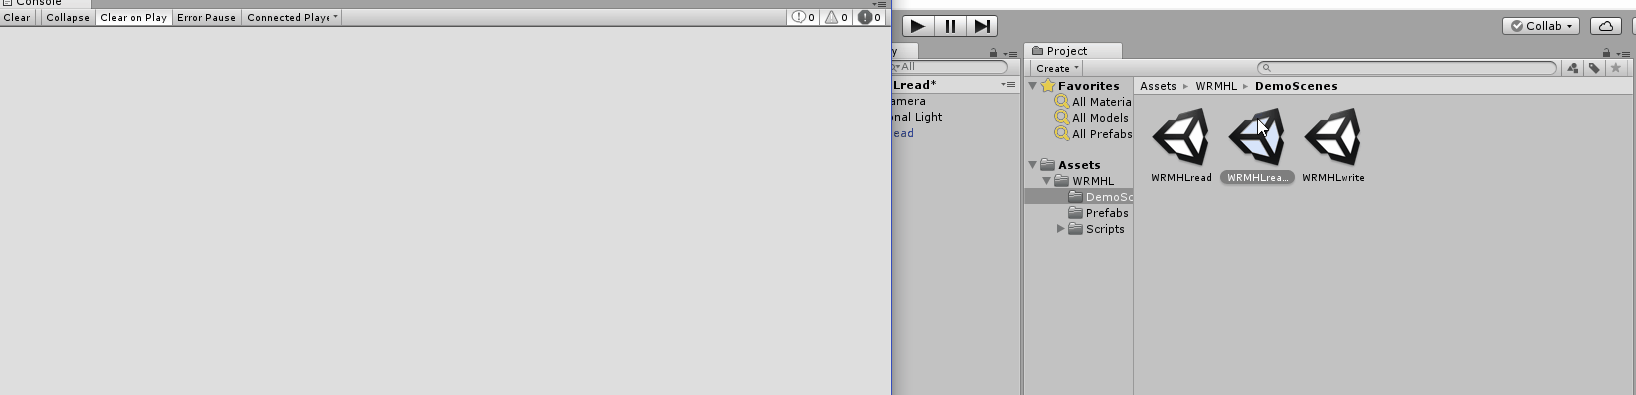 Console
Clear Collapse Clear on Play Error Pause Connected Playe 0 0 0
Collab
y
All
Lread*
amera
onal Light
ead
Project
Create
Favorites
All Materia
All Models
All Prefabs
Assets
WRMHL
DemoSc
Prefabs
Scripts
Assets WRMHL DemoScenes
WRMHLread WRMHLrea... WRMHLwrite